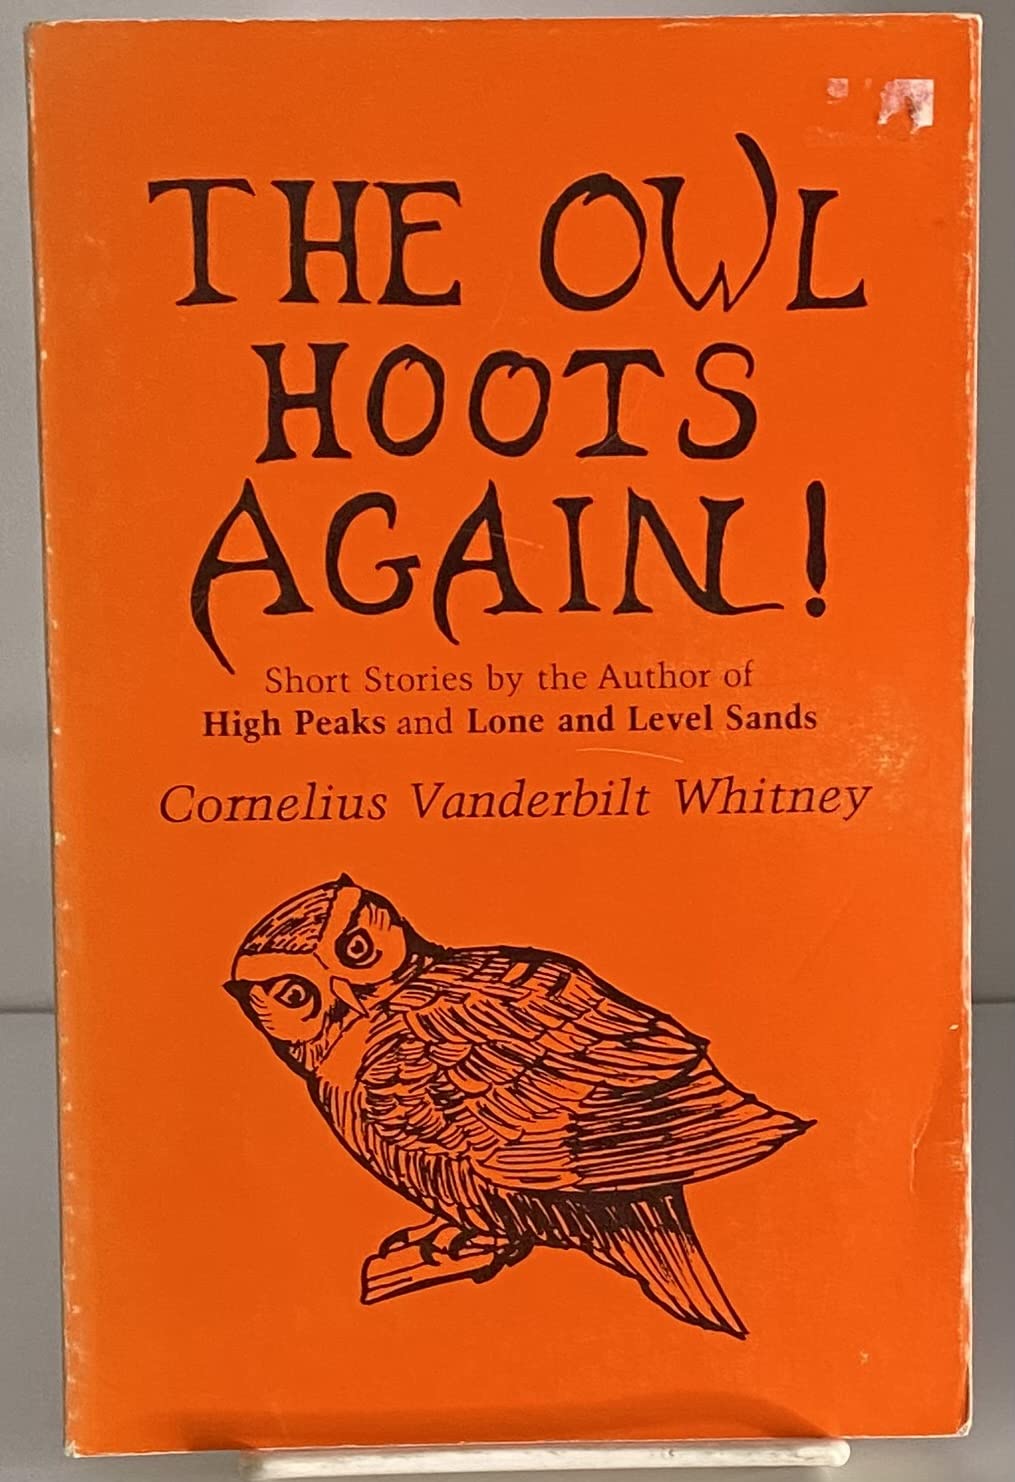 THE OWL
HOOTS
AGAIN!
Short Stories by the Author of
High Peaks and Lone and Level Sands
Cornelius Vanderbilt Whitney